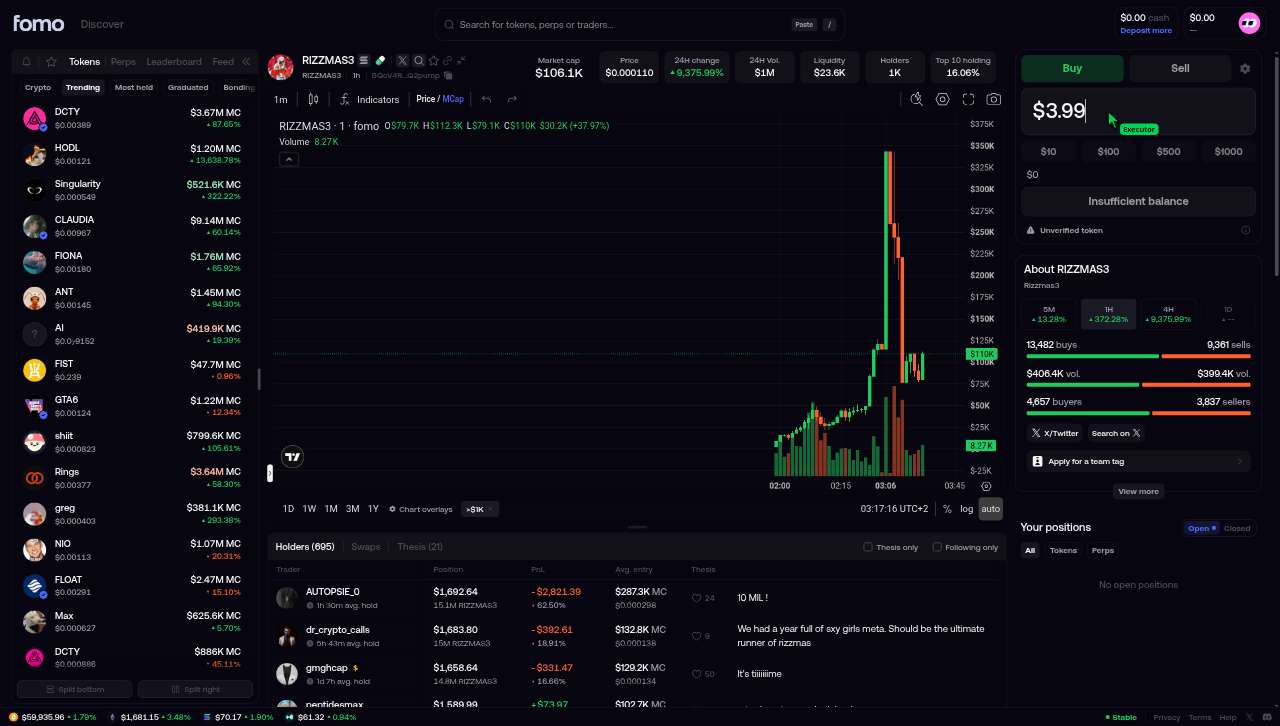 fomo
Discover
Search for tokens, perps or traders...
Paste
/
$0.00 cash
Deposit more
$0.00
—
Tokens Perps Leaderboard Feed
Crypto Trending Most held Graduated Bonding
DCTY $3.67M MC
$0.00389 87.65%
HODL $1.20M MC
$0.00121 13,638.78%
Singularity $521.6K MC
$0.000549 322.22%
CLAUDIA $9.14M MC
$0.00967 60.14%
FIONA $1.76M MC
$0.00180 65.92%
ANT $1.45M MC
$0.00145 94.30%
AI $419.9K MC
19.39%
FIST $47.7M MC
$0.239 0.96%
GTA6 $1.22M MC
$0.00124 12.34%
shiit $799.6K MC
$0.000823 105.61%
Rings $3.64M MC
$0.00377 58.30%
greg $381.1K MC
$0.000403 293.38%
NIO $1.07M MC
$0.00113 20.31%
FLOAT $2.47M MC
$0.00291 15.10%
Max $625.6K MC
$0.000627 5.70%
DCTY $886K MC
$0.000886 45.11%
Split bottom Split right
RIZZMAS3
RIZZMAS3 1h
Market cap
$106.1K
Price
$0.000110
24H change
9,375.99%
24H Vol.
$1M
Liquidity
$23.6K
Holders
1K
Top 10 holding
16.06%
1m Indicators Price / MCap
RIZZMAS3 · 1 · fomo O$79.7K H$112.3K L$79.1K C$110K $30.2K (+37.97%)
Volume 8.27K
$375K
$350K
$325K
$300K
$275K
$250K
$225K
$200K
$175K
$150K
$125K
$110K
$100K
$75K
$50K
$25K
8.27K
$-25K
02:00 02:15 03:06 03:45
1D 1W 1M 3M 1Y Chart overlays >$1K
03:17:16 UTC+2 % log auto
Holders (695) Swaps Thesis (21)
Thesis only Following only
Trader Position PnL Avg. entry Thesis
AUTOPSIE_0 $1,692.64 - $2,821.39 $287.3K MC
1h 30m avg. hold 15.1M RIZZMAS3 62.50% $0.000298
24 10 MIL !
dr_crypto_calls $1,683.80 - $392.61 $132.8K MC
5h 43m avg. hold 15M RIZZMAS3 18.91% $0.000138
9 We had a year full of sxy girls meta. Should be the ultimate
runner of rizzmas
gmghcap $1,658.64 - $331.47 $129.2K MC
1d 7h avg. hold 14.8M RIZZMAS3 16.66% $0.000134
50 It's tiiiiiiime
peptidesmax $1,589.99 +$73.97 $102.7K MC
Buy Sell
$3.99
Executor
$10 $100 $500 $1000
$0
Insufficient balance
Unverified token
About RIZZMAS3
Rizzmas3
5M 1H 4H 1D
13.28% 372.28% 9,375.99% --
13,482 buys 9,361 sells
$406.4K vol. $399.4K vol.
4,657 buyers 3,837 sellers
X/Twitter Search on X
Apply for a team tag
View more
Your positions Open Closed
All Tokens Perps
No open positions
$59,935.96 1.79% $1,681.15 3.48% $70.17 1.90% $61.32 0.94%
Stable Privacy Terms Help